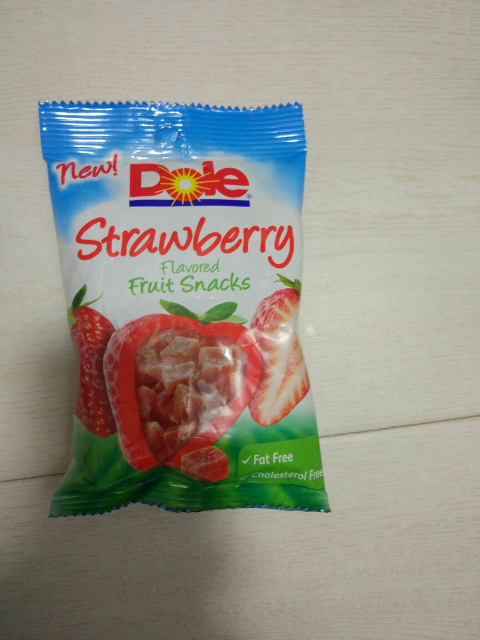 New!
Dole
Strawberry
Flavored
Fruit Snacks
✓ Fat Free
✓ Cholesterol Free